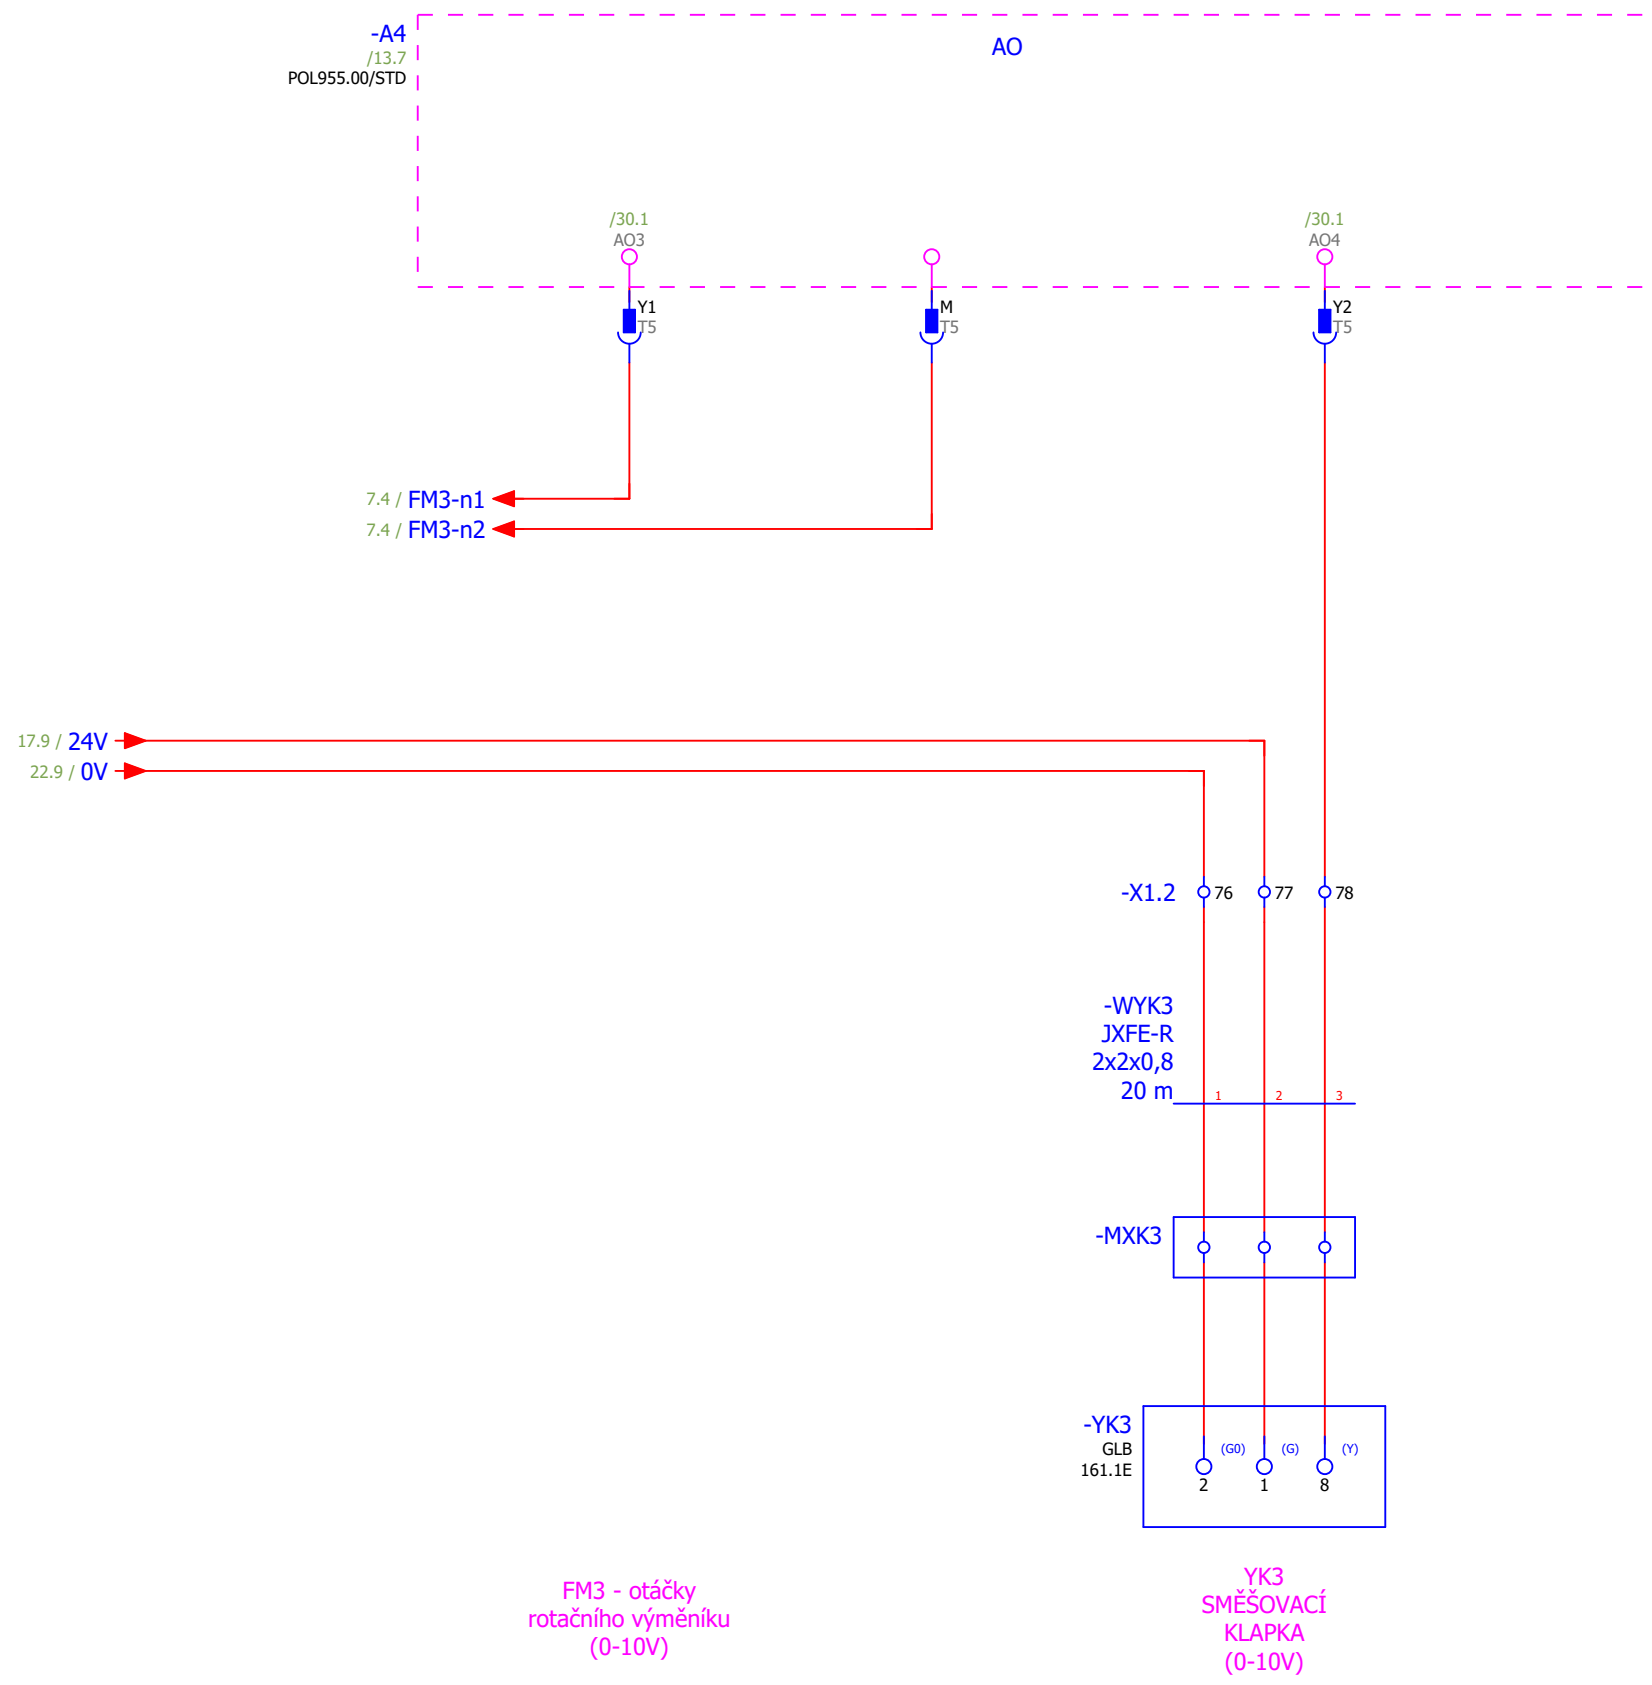 -A4
/13.7
POL955.00/STD
AO
/30.1
AO3
/30.1
AO4
Y1
T5
M
T5
Y2
T5
7.4 / FM3-n1
7.4 / FM3-n2
17.9 / 24V
22.9 / 0V
-X1.2 76 77 78
-WYK3
JXFE-R
2x2x0,8
20 m
1 2 3
-MXK3
-YK3
GLB
161.1E
(G0) (G) (Y)
2 1 8
FM3 - otáčky
rotačního výměníku
(0-10V)
YK3
SMĚŠOVACÍ
KLAPKA
(0-10V)